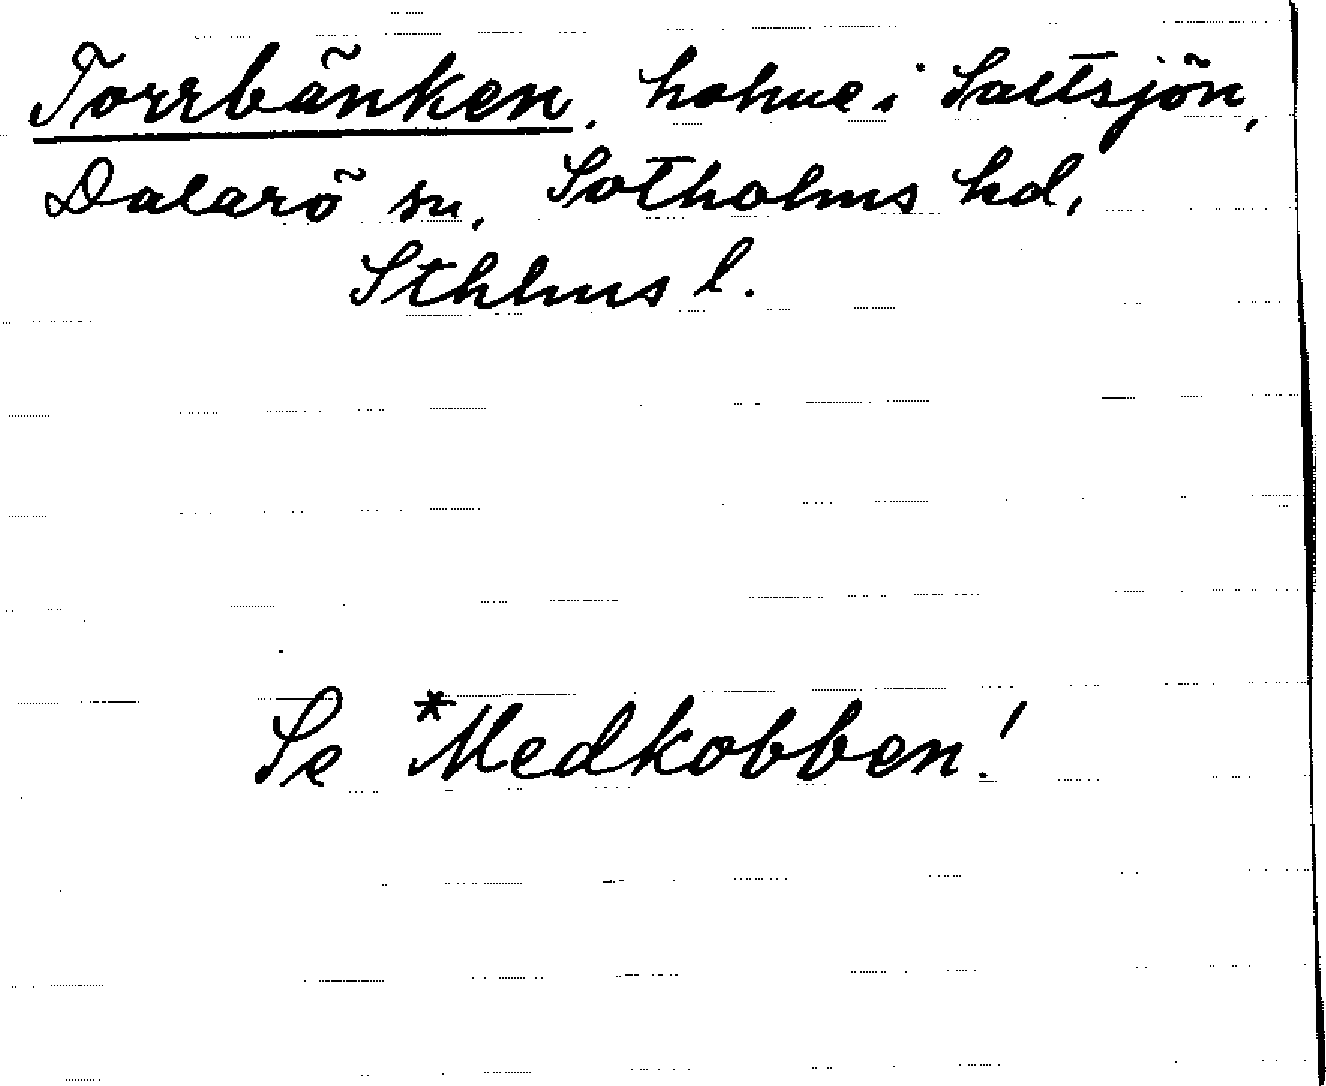 Torrbänken, holme i Saltsjön,
Dalarö sn, Sotholms hd,
Sthlms l.
Se *Medkobben!